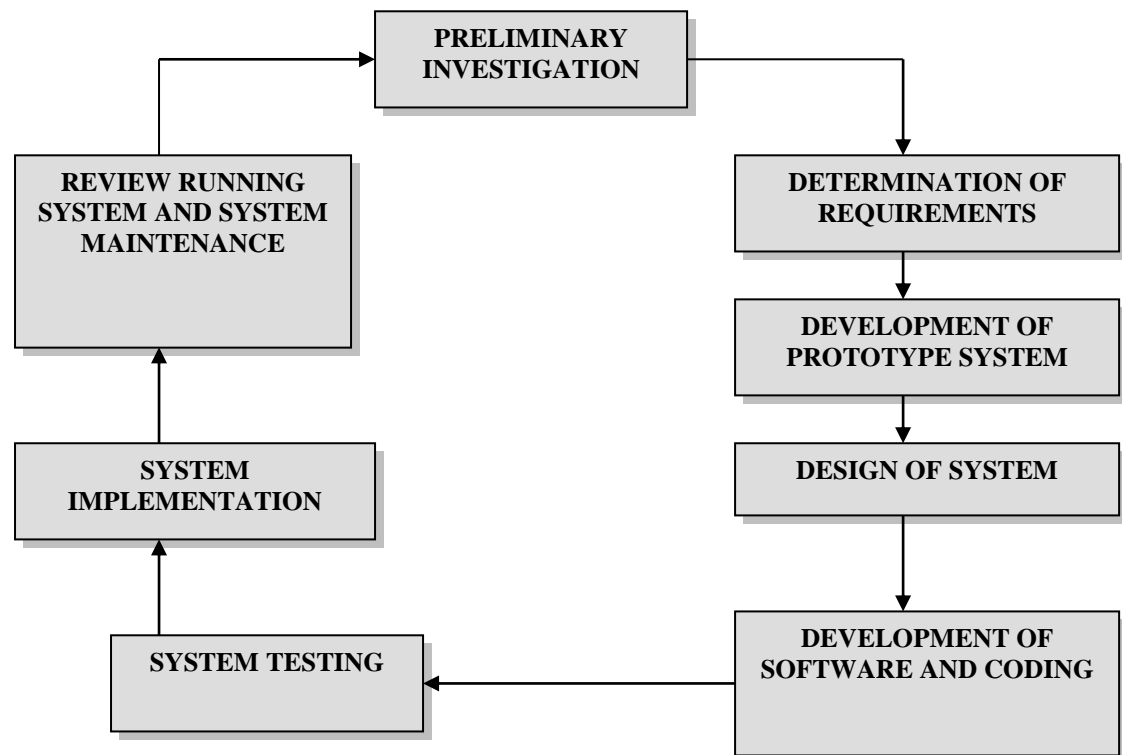 PRELIMINARY
INVESTIGATION
REVIEW RUNNING
SYSTEM AND SYSTEM
MAINTENANCE
DETERMINATION OF
REQUIREMENTS
DEVELOPMENT OF
PROTOTYPE SYSTEM
SYSTEM
IMPLEMENTATION
DESIGN OF SYSTEM
SYSTEM TESTING
DEVELOPMENT OF
SOFTWARE AND CODING